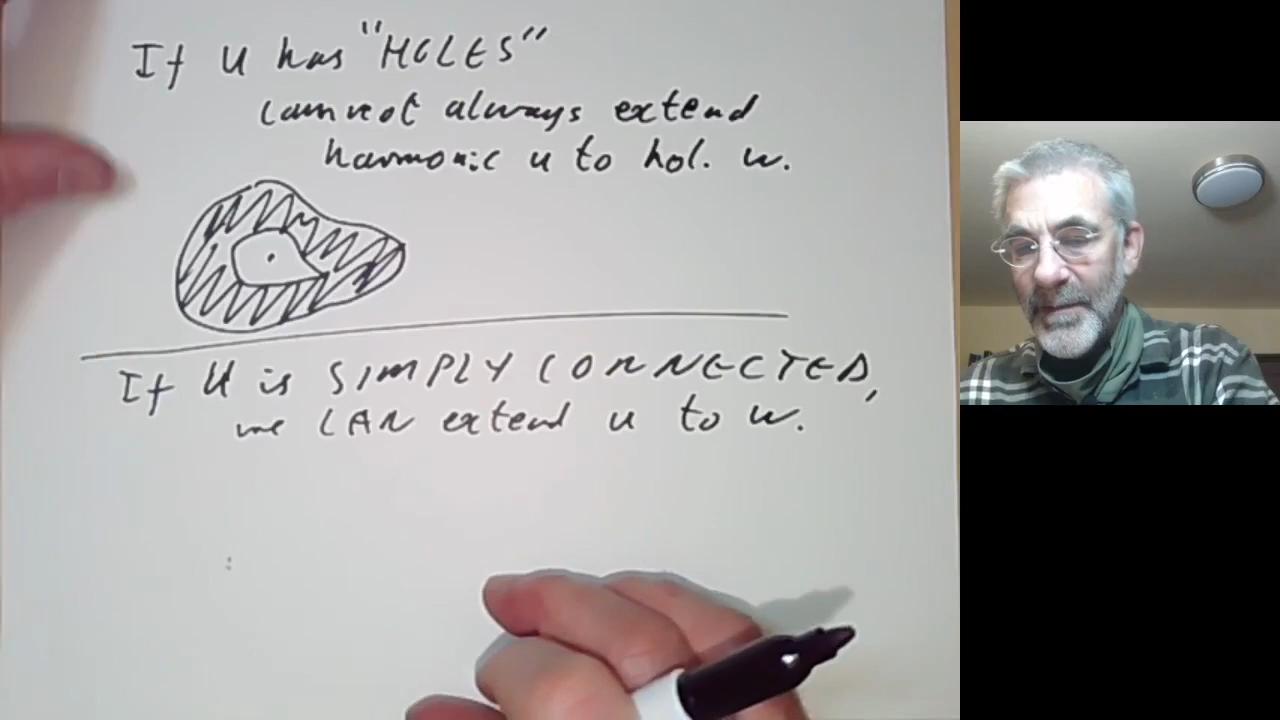 If U has "HOLES"
cannot always extend
harmonic u to hol. w.
If U is SIMPLY CONNECTED,
we CAN extend u to w.